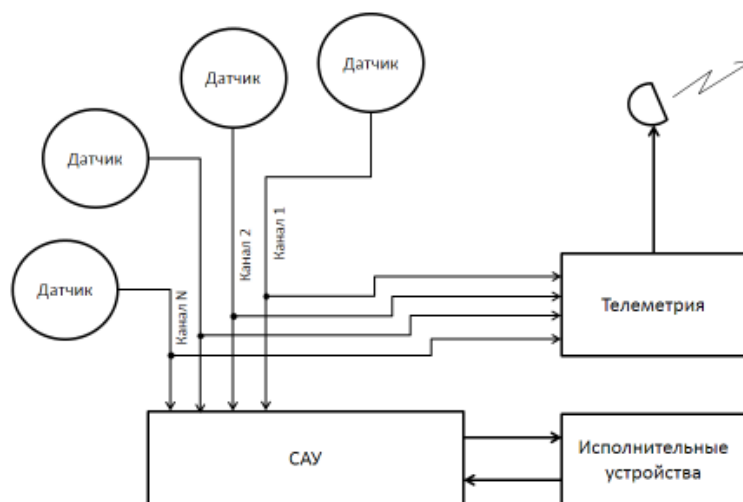 Датчик
Датчик
Датчик
Датчик
Канал 1
Канал 2
Канал N
Телеметрия
САУ
Исполнительные
устройства